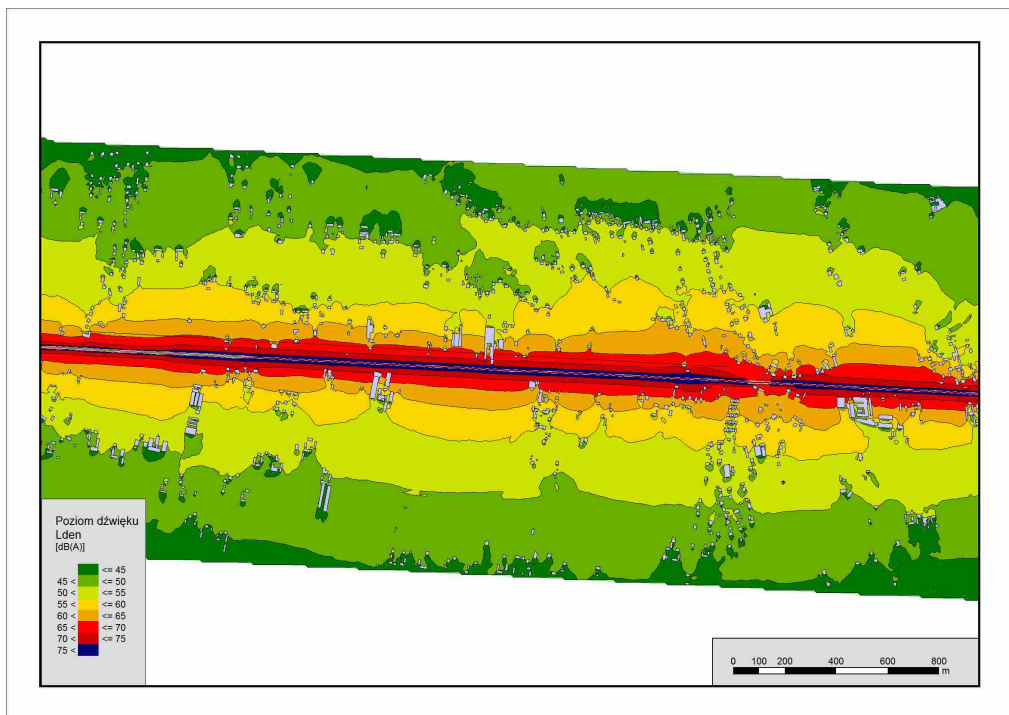 Poziom dźwięku
Lden
[dB(A)]
<= 45
45 < <= 50
50 < <= 55
55 < <= 60
60 < <= 65
65 < <= 70
70 < <= 75
75 <
0 100 200 400 600 800
m